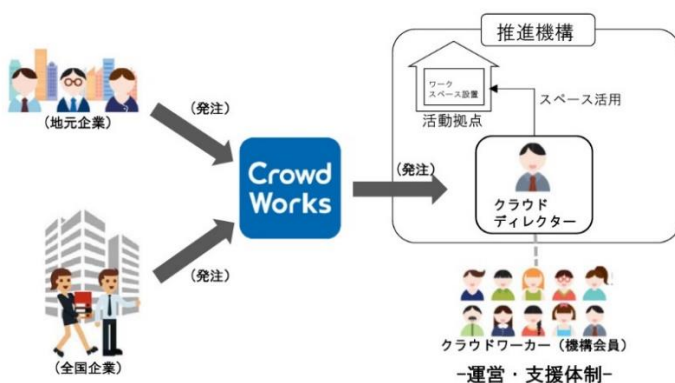 推進機構
ワーク
スペース設置
スペース活用
活動拠点
(地元企業)
(発注)
Crowd
Works
(発注)
クラウド
ディレクター
(発注)
(全国企業)
クラウドワーカー(機構会員)
-運営・支援体制-